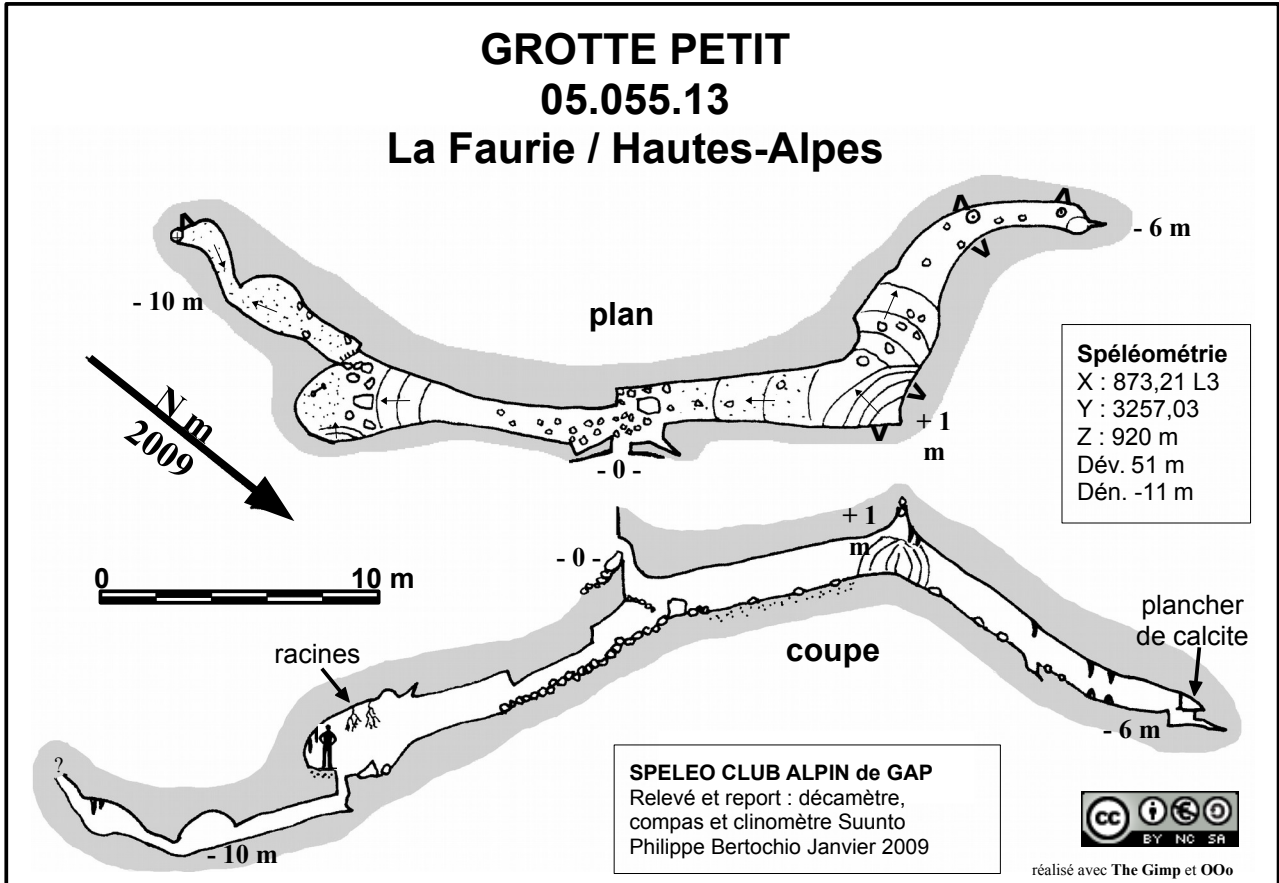 GROTTE PETIT
05.055.13
La Faurie / Hautes-Alpes
- 6 m
- 10 m
plan
N m
2009
+ 1
m
- 0 -
Spéléométrie
X : 873,21 L3
Y : 3257,03
Z : 920 m
Dév. 51 m
Dén. -11 m
0 10 m
- 0 -
+ 1
m
coupe
plancher
de calcite
racines
- 6 m
?
- 10 m
SPELEO CLUB ALPIN de GAP
Relevé et report : décamètre,
compas et clinomètre Suunto
Philippe Bertochio Janvier 2009
cc
BY NC SA
réalisé avec The Gimp et OOo